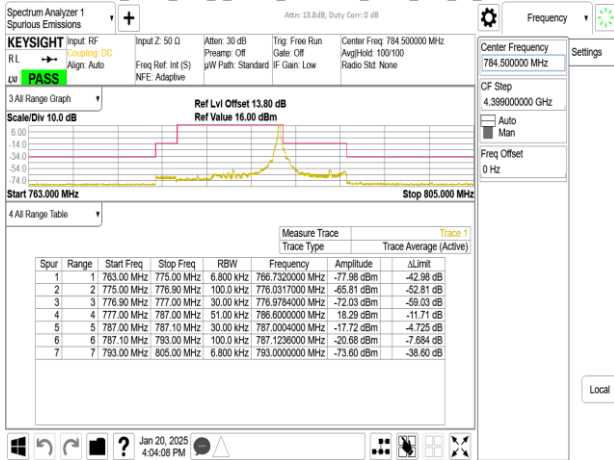 Spectrum Analyzer 1
Spurious Emissions
Attn: 13.8dB, Duty Corr: 0 dB
Frequency
Settings
KEYSIGHT Input: RF
Coupling: DC
Align: Auto
RL
LXI PASS
Input Z: 50 Ω
Freq Ref: Int (S)
NFE: Adaptive
Atten: 30 dB
Preamp: Off
µW Path: Standard
Trig: Free Run
Gate: Off
IF Gain: Low
Center Freq: 784.500000 MHz
Avg|Hold: 100/100
Radio Std: None
Center Frequency
784.500000 MHz
CF Step
4.399000000 GHz
Auto
Man
Freq Offset
0 Hz
Local
3 All Range Graph
Scale/Div 10.0 dB
Ref Lvl Offset 13.80 dB
Ref Value 16.00 dBm
6.00
-14.0
-34.0
-54.0
-74.0
Start 763.000 MHz Stop 805.000 MHz
4 All Range Table
Measure Trace Trace 1
Trace Type Trace Average (Active)
Spur Range Start Freq Stop Freq RBW Frequency Amplitude ΔLimit
1 1 763.00 MHz 775.00 MHz 6.800 kHz 766.7320000 MHz -77.98 dBm -42.98 dB
2 2 775.00 MHz 776.90 MHz 100.0 kHz 776.0317000 MHz -65.81 dBm -52.81 dB
3 3 776.90 MHz 777.00 MHz 30.00 kHz 776.9784000 MHz -72.03 dBm -59.03 dB
4 4 777.00 MHz 787.00 MHz 51.00 kHz 786.6000000 MHz 18.29 dBm -11.71 dB
5 5 787.00 MHz 787.10 MHz 30.00 kHz 787.0004000 MHz -17.72 dBm -4.725 dB
6 6 787.10 MHz 793.00 MHz 100.0 kHz 787.1236000 MHz -20.68 dBm -7.684 dB
7 7 793.00 MHz 805.00 MHz 6.800 kHz 793.0000000 MHz -73.60 dBm -38.60 dB
Jan 20, 2025
4:04:08 PM